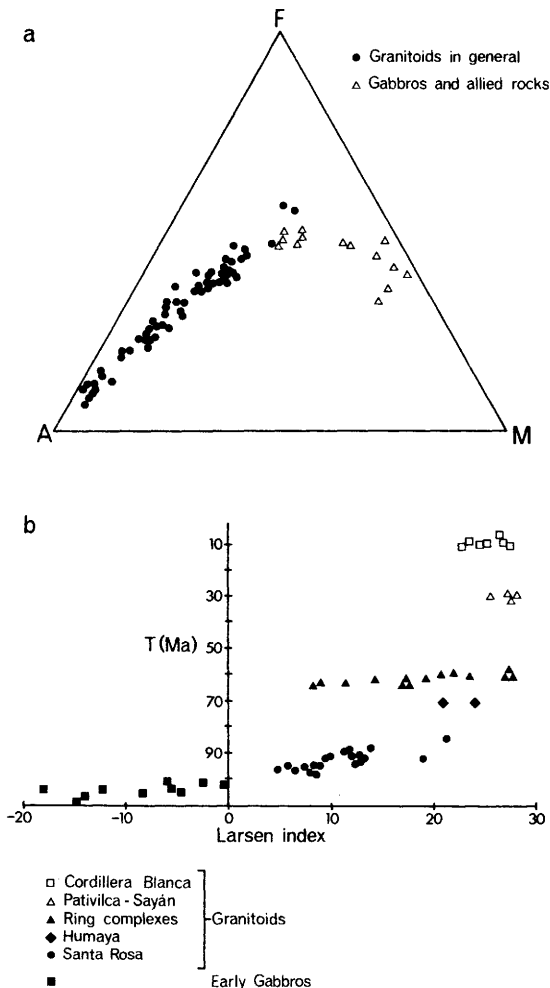 a
F
Granitoids in general
Gabbros and allied rocks
A
M
b
10
30
T(Ma)
50
70
90
-20
-10
0
10
20
30
Larsen index
Cordillera Blanca
Pativilca-Sayán
Ring complexes
Granitoids
Humaya
Santa Rosa
Early Gabbros